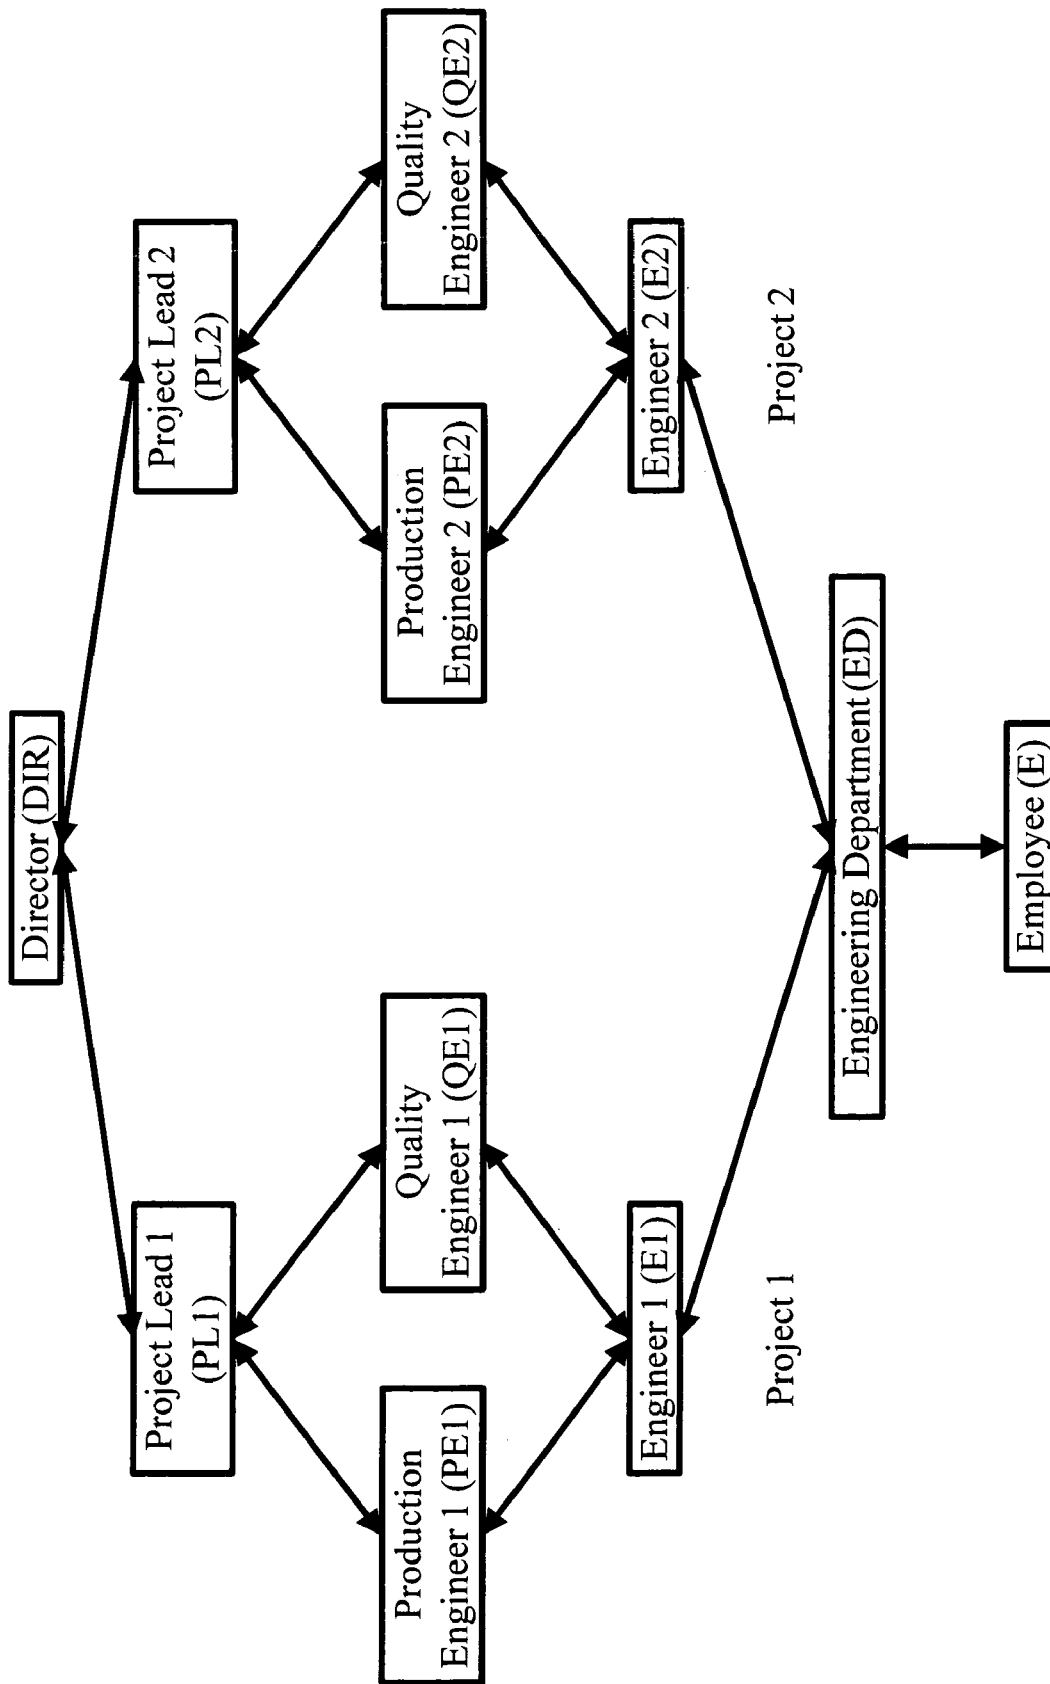 Director (DIR)
Project Lead 1
(PL1)
Project Lead 2
(PL2)
Production
Engineer 1 (PE1)
Quality
Engineer 1 (QE1)
Production
Engineer 2 (PE2)
Quality
Engineer 2 (QE2)
Engineer 1 (E1)
Engineer 2 (E2)
Project 1
Project 2
Engineering Department (ED)
Employee (E)